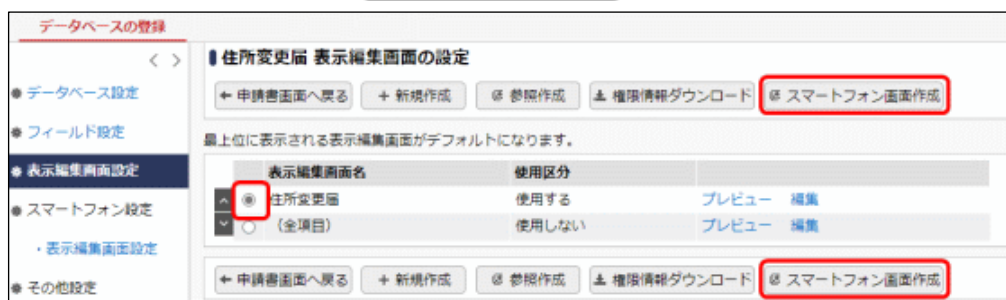 データベースの登録
< >
データベース設定
フィールド設定
表示編集画面設定
スマートフォン設定
・表示編集画面設定
その他設定
住所変更届 表示編集画面の設定
申請書画面へ戻る + 新規作成 参照作成 権限情報ダウンロード スマートフォン画面作成
最上位に表示される表示編集画面がデフォルトになります。
表示編集画面名 使用区分
住所変更届 使用する プレビュー 編集
(全項目) 使用しない プレビュー 編集
申請書画面へ戻る + 新規作成 参照作成 権限情報ダウンロード スマートフォン画面作成